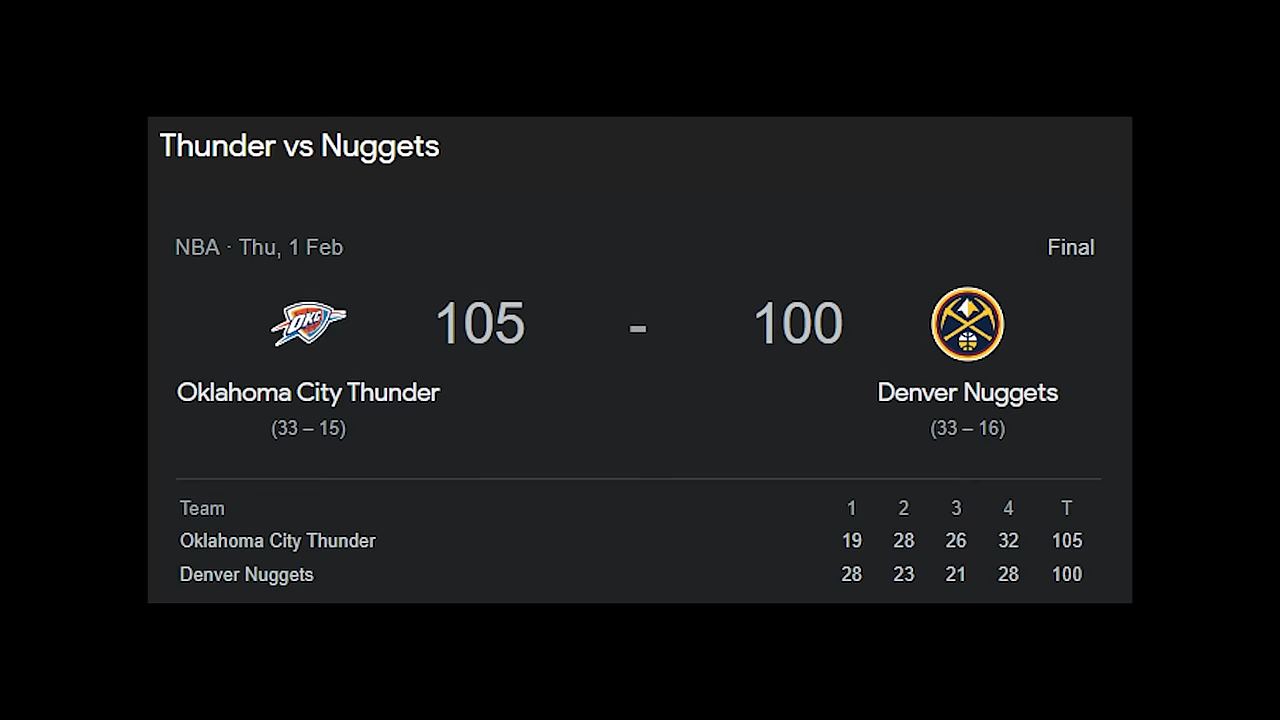 Thunder vs Nuggets
NBA · Thu, 1 Feb Final
OKC 105 - 100
Oklahoma City Thunder Denver Nuggets
(33 – 15) (33 – 16)
Team 1 2 3 4 T
Oklahoma City Thunder 19 28 26 32 105
Denver Nuggets 28 23 21 28 100